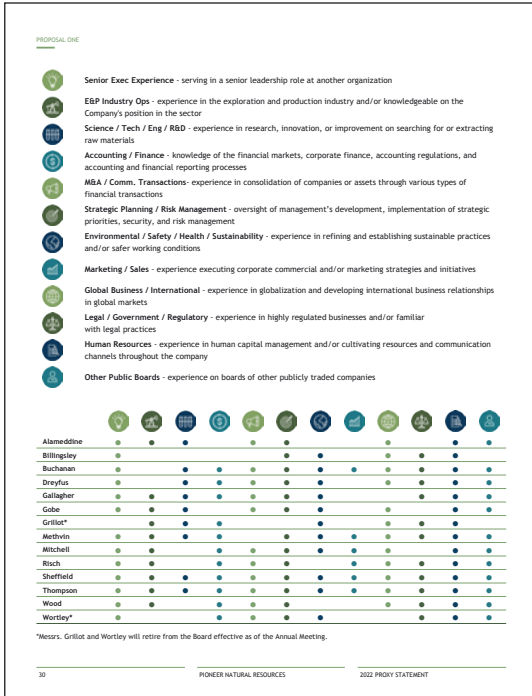 PROPOSAL ONE
Senior Exec Experience - serving in a senior leadership role at another organization
E&P Industry Ops - experience in the exploration and production industry and/or knowledgeable on the
Company's position in the sector
Science / Tech / Eng / R&D - experience in research, innovation, or improvement on searching for or extracting
raw materials
Accounting / Finance - knowledge of the financial markets, corporate finance, accounting regulations, and
accounting and financial reporting processes
M&A / Comm. Transactions- experience in consolidation of companies or assets through various types of
financial transactions
Strategic Planning / Risk Management - oversight of management's development, implementation of strategic
priorities, security, and risk management
Environmental / Safety / Health / Sustainability - experience in refining and establishing sustainable practices
and/or safer working conditions
Marketing / Sales - experience executing corporate commercial and/or marketing strategies and initiatives
Global Business / International - experience in globalization and developing international business relationships
in global markets
Legal / Government / Regulatory - experience in highly regulated businesses and/or familiar
with legal practices
Human Resources - experience in human capital management and/or cultivating resources and communication
channels throughout the company
Other Public Boards - experience on boards of other publicly traded companies
Alameddine
Billingsley
Buchanan
Dreyfus
Gallagher
Gobe
Grillot*
Methvin
Mitchell
Risch
Sheffield
Thompson
Wood
Wortley*
*Messrs. Grillot and Wortley will retire from the Board effective as of the Annual Meeting.
30 PIONEER NATURAL RESOURCES 2022 PROXY STATEMENT